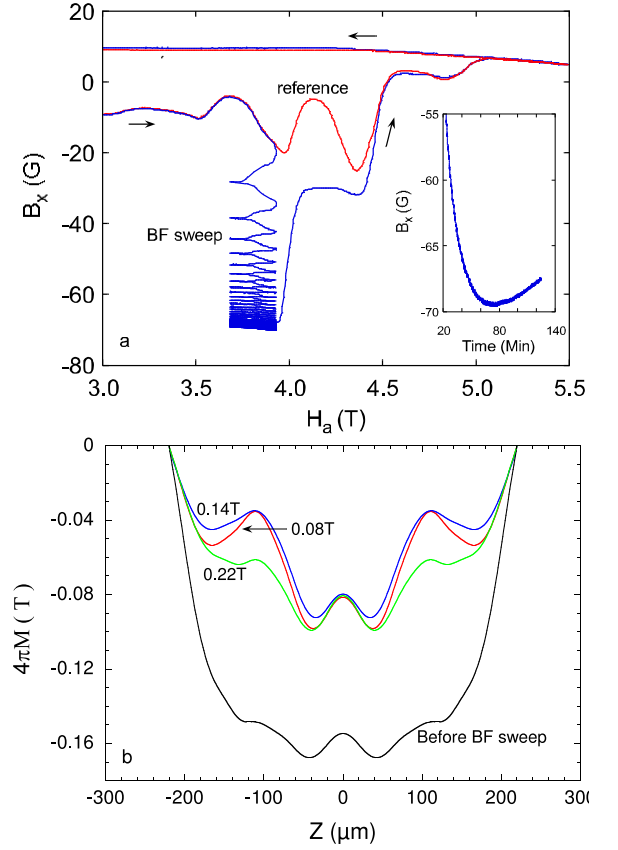 20
0
-20
-40
-60
-80
B_x (G)
reference
BF sweep
a
3.0 3.5 4.0 4.5 5.0 5.5
H_a (T)
-55
-60
-65
-70
B_x (G)
20 80 140
Time (Min)
0
-0.04
-0.08
-0.12
-0.16
4πM ( T )
0.14T
0.08T
0.22T
Before BF sweep
b
-300 -200 -100 0 100 200 300
Z (µm)